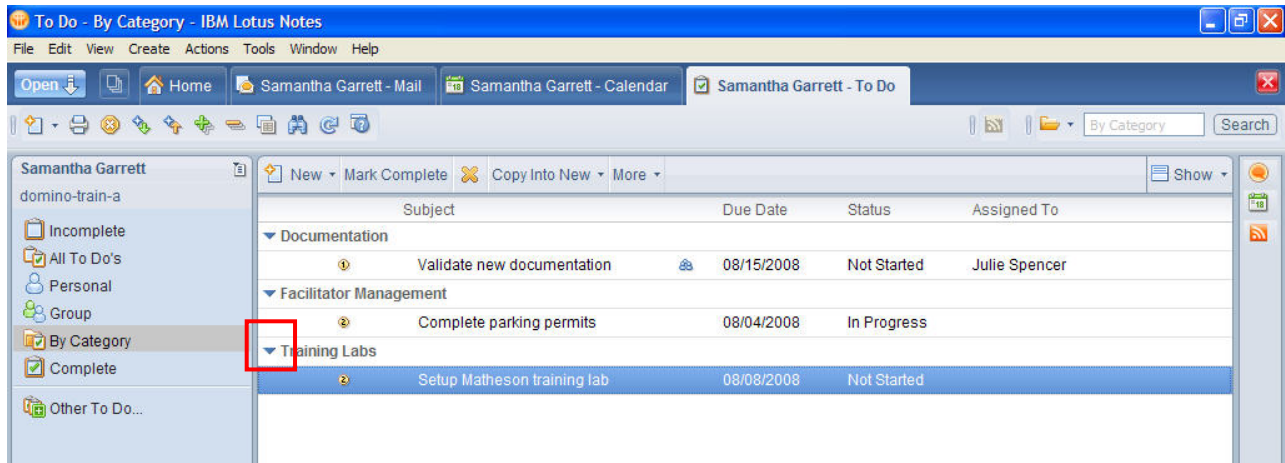 To Do - By Category - IBM Lotus Notes
File Edit View Create Actions Tools Window Help
Open Home Samantha Garrett - Mail Samantha Garrett - Calendar Samantha Garrett - To Do
By Category Search
Samantha Garrett
domino-train-a
Incomplete
All To Do's
Personal
Group
By Category
Complete
Other To Do...
New Mark Complete Copy Into New More Show
Subject Due Date Status Assigned To
Documentation
1 Validate new documentation 08/15/2008 Not Started Julie Spencer
Facilitator Management
2 Complete parking permits 08/04/2008 In Progress
Training Labs
2 Setup Matheson training lab 08/08/2008 Not Started